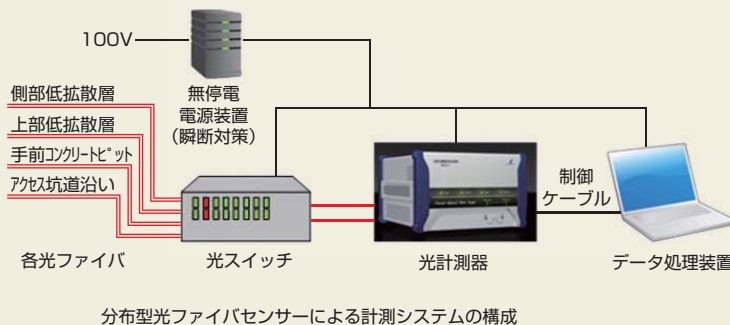 100V
無停電
電源装置
（瞬断対策）
側部低拡散層
上部低拡散層
手前コンクリートピット
アクセス坑道沿い
制御
ケーブル
各光ファイバ
光スイッチ
光計測器
データ処理装置
分布型光ファイバセンサーによる計測システムの構成